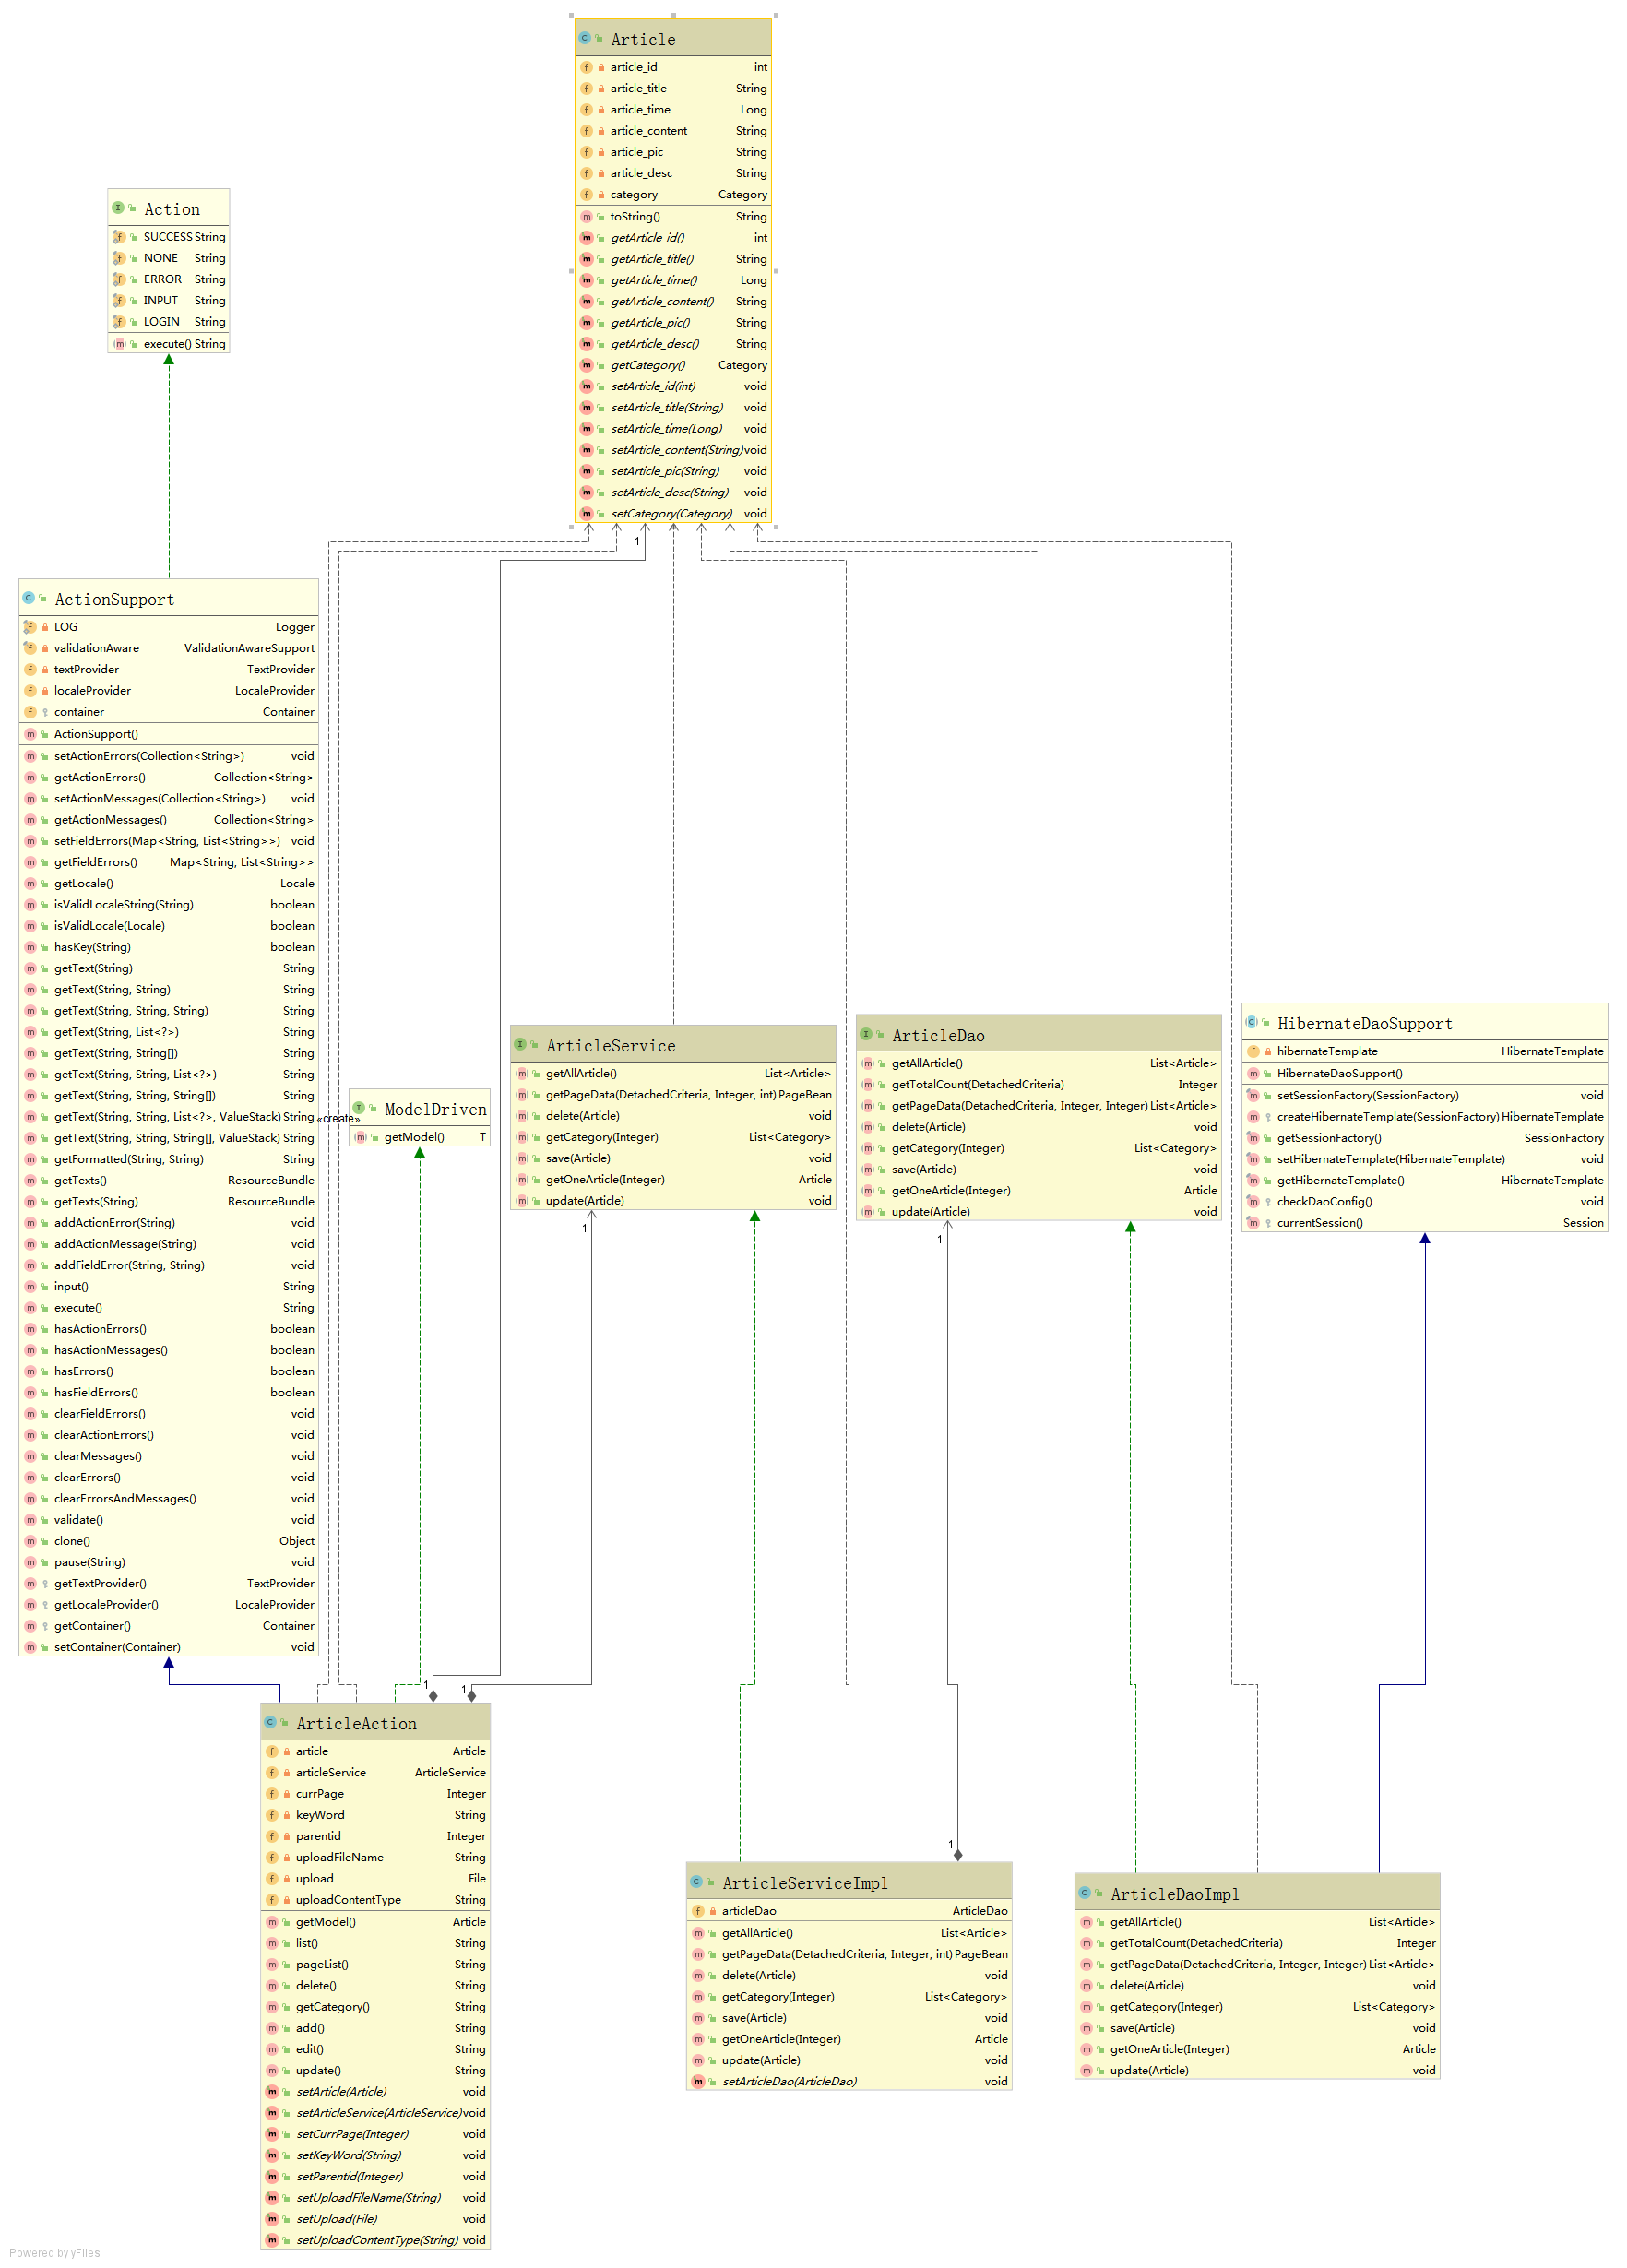 Article
article_id int
article_title String
article_time Long
article_content String
article_pic String
article_desc String
category Category
toString() String
getArticle_id() int
getArticle_title() String
getArticle_time() Long
getArticle_content() String
getArticle_pic() String
getArticle_desc() String
getCategory() Category
setArticle_id(int) void
setArticle_title(String) void
setArticle_time(Long) void
setArticle_content(String) void
setArticle_pic(String) void
setArticle_desc(String) void
setCategory(Category) void
1
Action
SUCCESS String
NONE String
ERROR String
INPUT String
LOGIN String
execute() String
ActionSupport
LOG Logger
validationAware ValidationAwareSupport
textProvider TextProvider
localeProvider LocaleProvider
container Container
ActionSupport()
setActionErrors(Collection<String>) void
getActionErrors() Collection<String>
setActionMessages(Collection<String>) void
getActionMessages() Collection<String>
setFieldErrors(Map<String, List<String>>) void
getFieldErrors() Map<String, List<String>>
getLocale() Locale
isValidLocaleString(String) boolean
isValidLocale(Locale) boolean
hasKey(String) boolean
getText(String) String
getText(String, String) String
getText(String, String, String) String
getText(String, List<?>) String
getText(String, String[]) String
getText(String, String, List<?>) String
getText(String, String, String[]) String
getText(String, String, List<?>, ValueStack) String
getText(String, String, String[], ValueStack) String
getFormatted(String, String) String
getTexts() ResourceBundle
getTexts(String) ResourceBundle
addActionError(String) void
addActionMessage(String) void
addFieldError(String, String) void
input() String
execute() String
hasActionErrors() boolean
hasActionMessages() boolean
hasErrors() boolean
hasFieldErrors() boolean
clearFieldErrors() void
clearActionErrors() void
clearMessages() void
clearErrors() void
clearErrorsAndMessages() void
validate() void
clone() Object
pause(String) void
getTextProvider() TextProvider
getLocaleProvider() LocaleProvider
getContainer() Container
setContainer(Container) void
«create»
ModelDriven
getModel() T
ArticleService
getAllArticle() List<Article>
getPageData(DetachedCriteria, Integer, int) PageBean
delete(Article) void
getCategory(Integer) List<Category>
save(Article) void
getOneArticle(Integer) Article
update(Article) void
1
ArticleDao
getAllArticle() List<Article>
getTotalCount(DetachedCriteria) Integer
getPageData(DetachedCriteria, Integer, Integer) List<Article>
delete(Article) void
getCategory(Integer) List<Category>
save(Article) void
getOneArticle(Integer) Article
update(Article) void
1
HibernateDaoSupport
hibernateTemplate HibernateTemplate
HibernateDaoSupport()
setSessionFactory(SessionFactory) void
createHibernateTemplate(SessionFactory) HibernateTemplate
getSessionFactory() SessionFactory
setHibernateTemplate(HibernateTemplate) void
getHibernateTemplate() HibernateTemplate
checkDaoConfig() void
currentSession() Session
1
1
ArticleAction
article Article
articleService ArticleService
currPage Integer
keyWord String
parentid Integer
uploadFileName String
upload File
uploadContentType String
getModel() Article
list() String
pageList() String
delete() String
getCategory() String
add() String
edit() String
update() String
setArticle(Article) void
setArticleService(ArticleService) void
setCurrPage(Integer) void
setKeyWord(String) void
setParentid(Integer) void
setUploadFileName(String) void
setUpload(File) void
setUploadContentType(String) void
1
ArticleServiceImpl
articleDao ArticleDao
getAllArticle() List<Article>
getPageData(DetachedCriteria, Integer, int) PageBean
delete(Article) void
getCategory(Integer) List<Category>
save(Article) void
getOneArticle(Integer) Article
update(Article) void
setArticleDao(ArticleDao) void
ArticleDaoImpl
getAllArticle() List<Article>
getTotalCount(DetachedCriteria) Integer
getPageData(DetachedCriteria, Integer, Integer) List<Article>
delete(Article) void
getCategory(Integer) List<Category>
save(Article) void
getOneArticle(Integer) Article
update(Article) void
Powered by yFiles